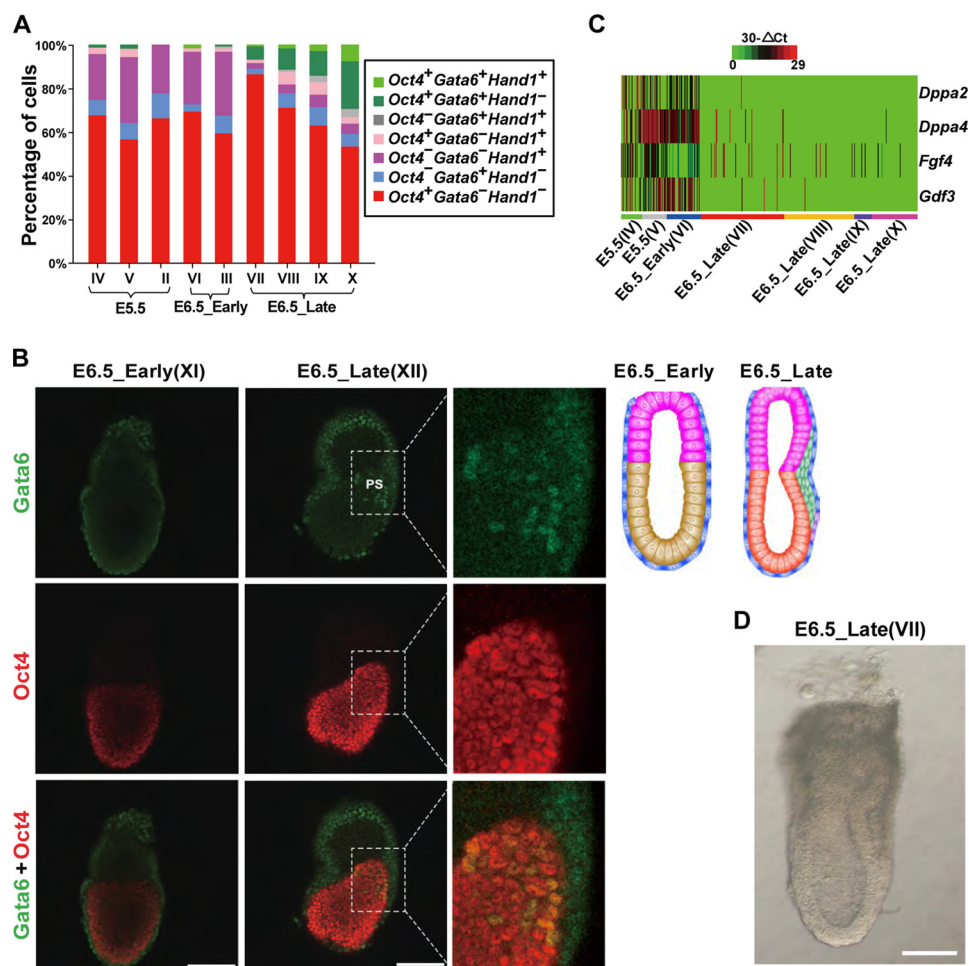 A
Percentage of cells
100%
80%
60%
40%
20%
0%
IV V II VI III VII VIII IX X
E5.5 E6.5_Early E6.5_Late
Oct4⁺Gata6⁺Hand1⁺
Oct4⁺Gata6⁺Hand1⁻
Oct4⁻Gata6⁺Hand1⁺
Oct4⁺Gata6⁻Hand1⁺
Oct4⁻Gata6⁻Hand1⁺
Oct4⁻Gata6⁺Hand1⁻
Oct4⁺Gata6⁻Hand1⁻
C
30-△Ct
0 29
Dppa2
Dppa4
Fgf4
Gdf3
E5.5(IV)
E5.5(V)
E6.5_Early(VI)
E6.5_Late(VII)
E6.5_Late(VIII)
E6.5_Late(IX)
E6.5_Late(X)
B
E6.5_Early(XI) E6.5_Late(XII) E6.5_Early E6.5_Late
Gata6
PS
Oct4
Gata6 + Oct4
D
E6.5_Late(VII)